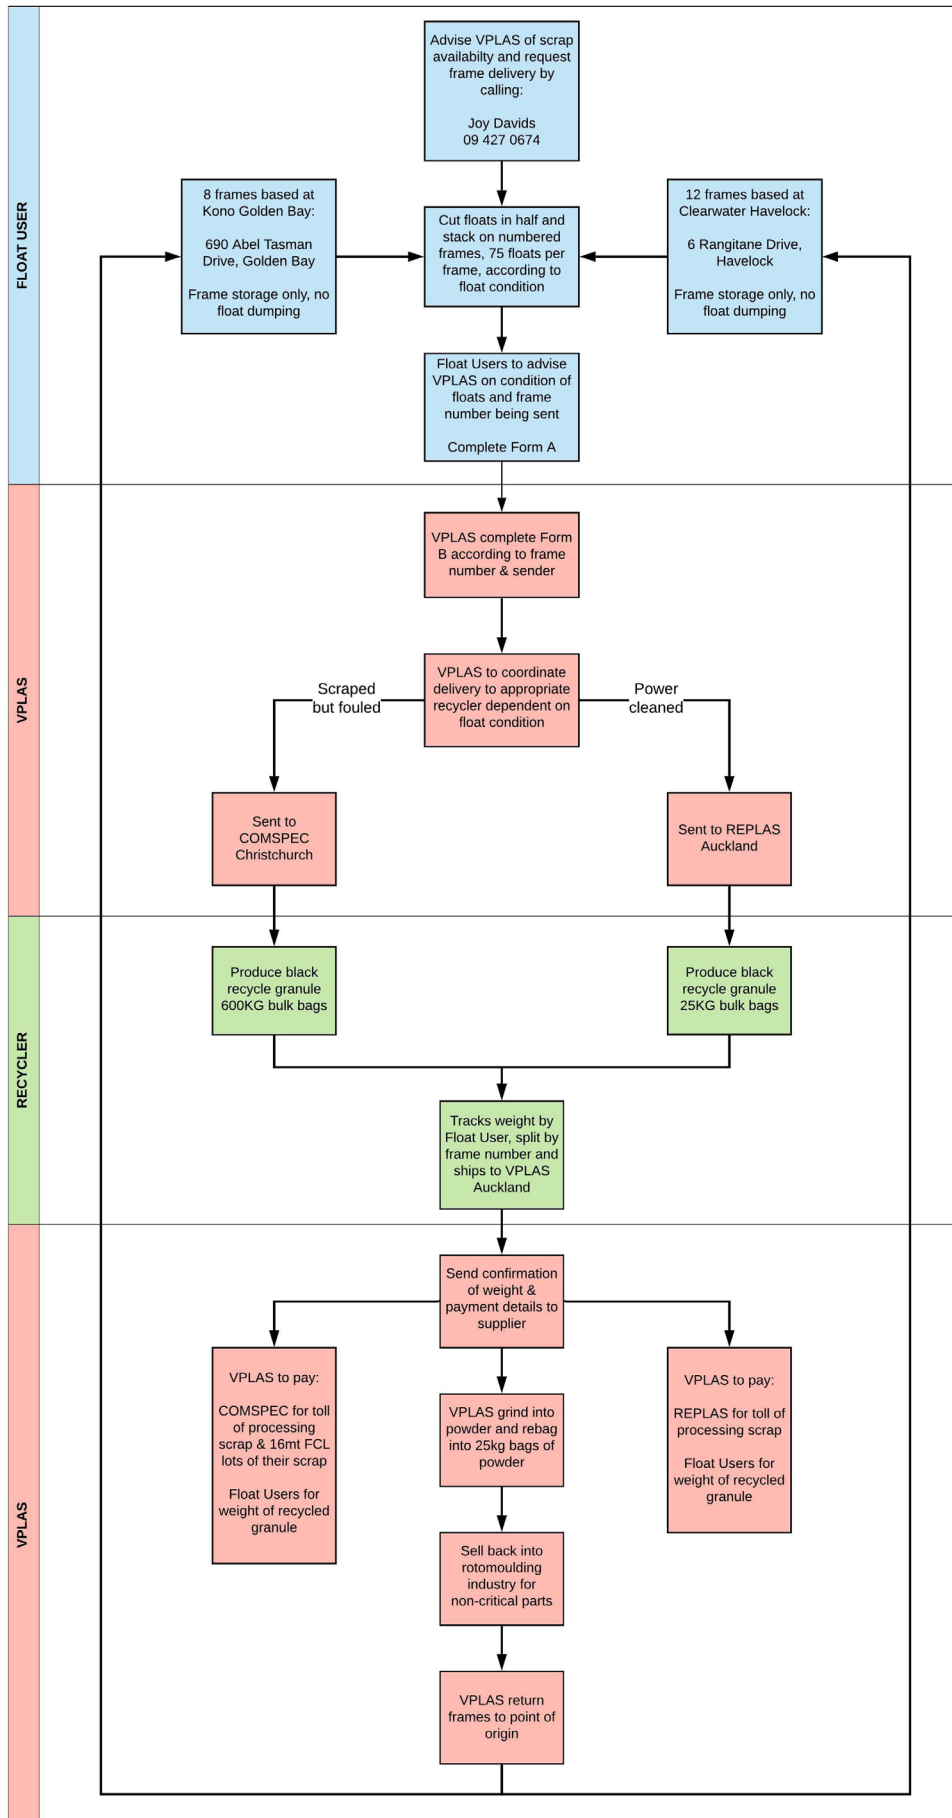 FLOAT USER
Advise VPLAS of scrap
availabilty and request
frame delivery by
calling:
Joy Davids
09 427 0674
8 frames based at
Kono Golden Bay:
690 Abel Tasman
Drive, Golden Bay
Frame storage only, no
float dumping
Cut floats in half and
stack on numbered
frames, 75 floats per
frame, according to
float condition
12 frames based at
Clearwater Havelock:
6 Rangitane Drive,
Havelock
Frame storage only, no
float dumping
Float Users to advise
VPLAS on condition of
floats and frame
number being sent
Complete Form A
VPLAS
VPLAS complete Form
B according to frame
number & sender
VPLAS to coordinate
delivery to appropriate
recycler dependent on
float condition
Scraped
but fouled
Power
cleaned
Sent to
COMSPEC
Christchurch
Sent to REPLAS
Auckland
RECYCLER
Produce black
recycle granule
600KG bulk bags
Produce black
recycle granule
25KG bulk bags
Tracks weight by
Float User, split by
frame number and
ships to VPLAS
Auckland
VPLAS
Send confirmation
of weight &
payment details to
supplier
VPLAS to pay:
COMSPEC for toll
of processing
scrap & 16mt FCL
lots of their scrap
Float Users for
weight of recycled
granule
VPLAS grind into
powder and rebag
into 25kg bags of
powder
VPLAS to pay:
REPLAS for toll of
processing scrap
Float Users for
weight of recycled
granule
Sell back into
rotomoulding
industry for
non-critical parts
VPLAS return
frames to point of
origin